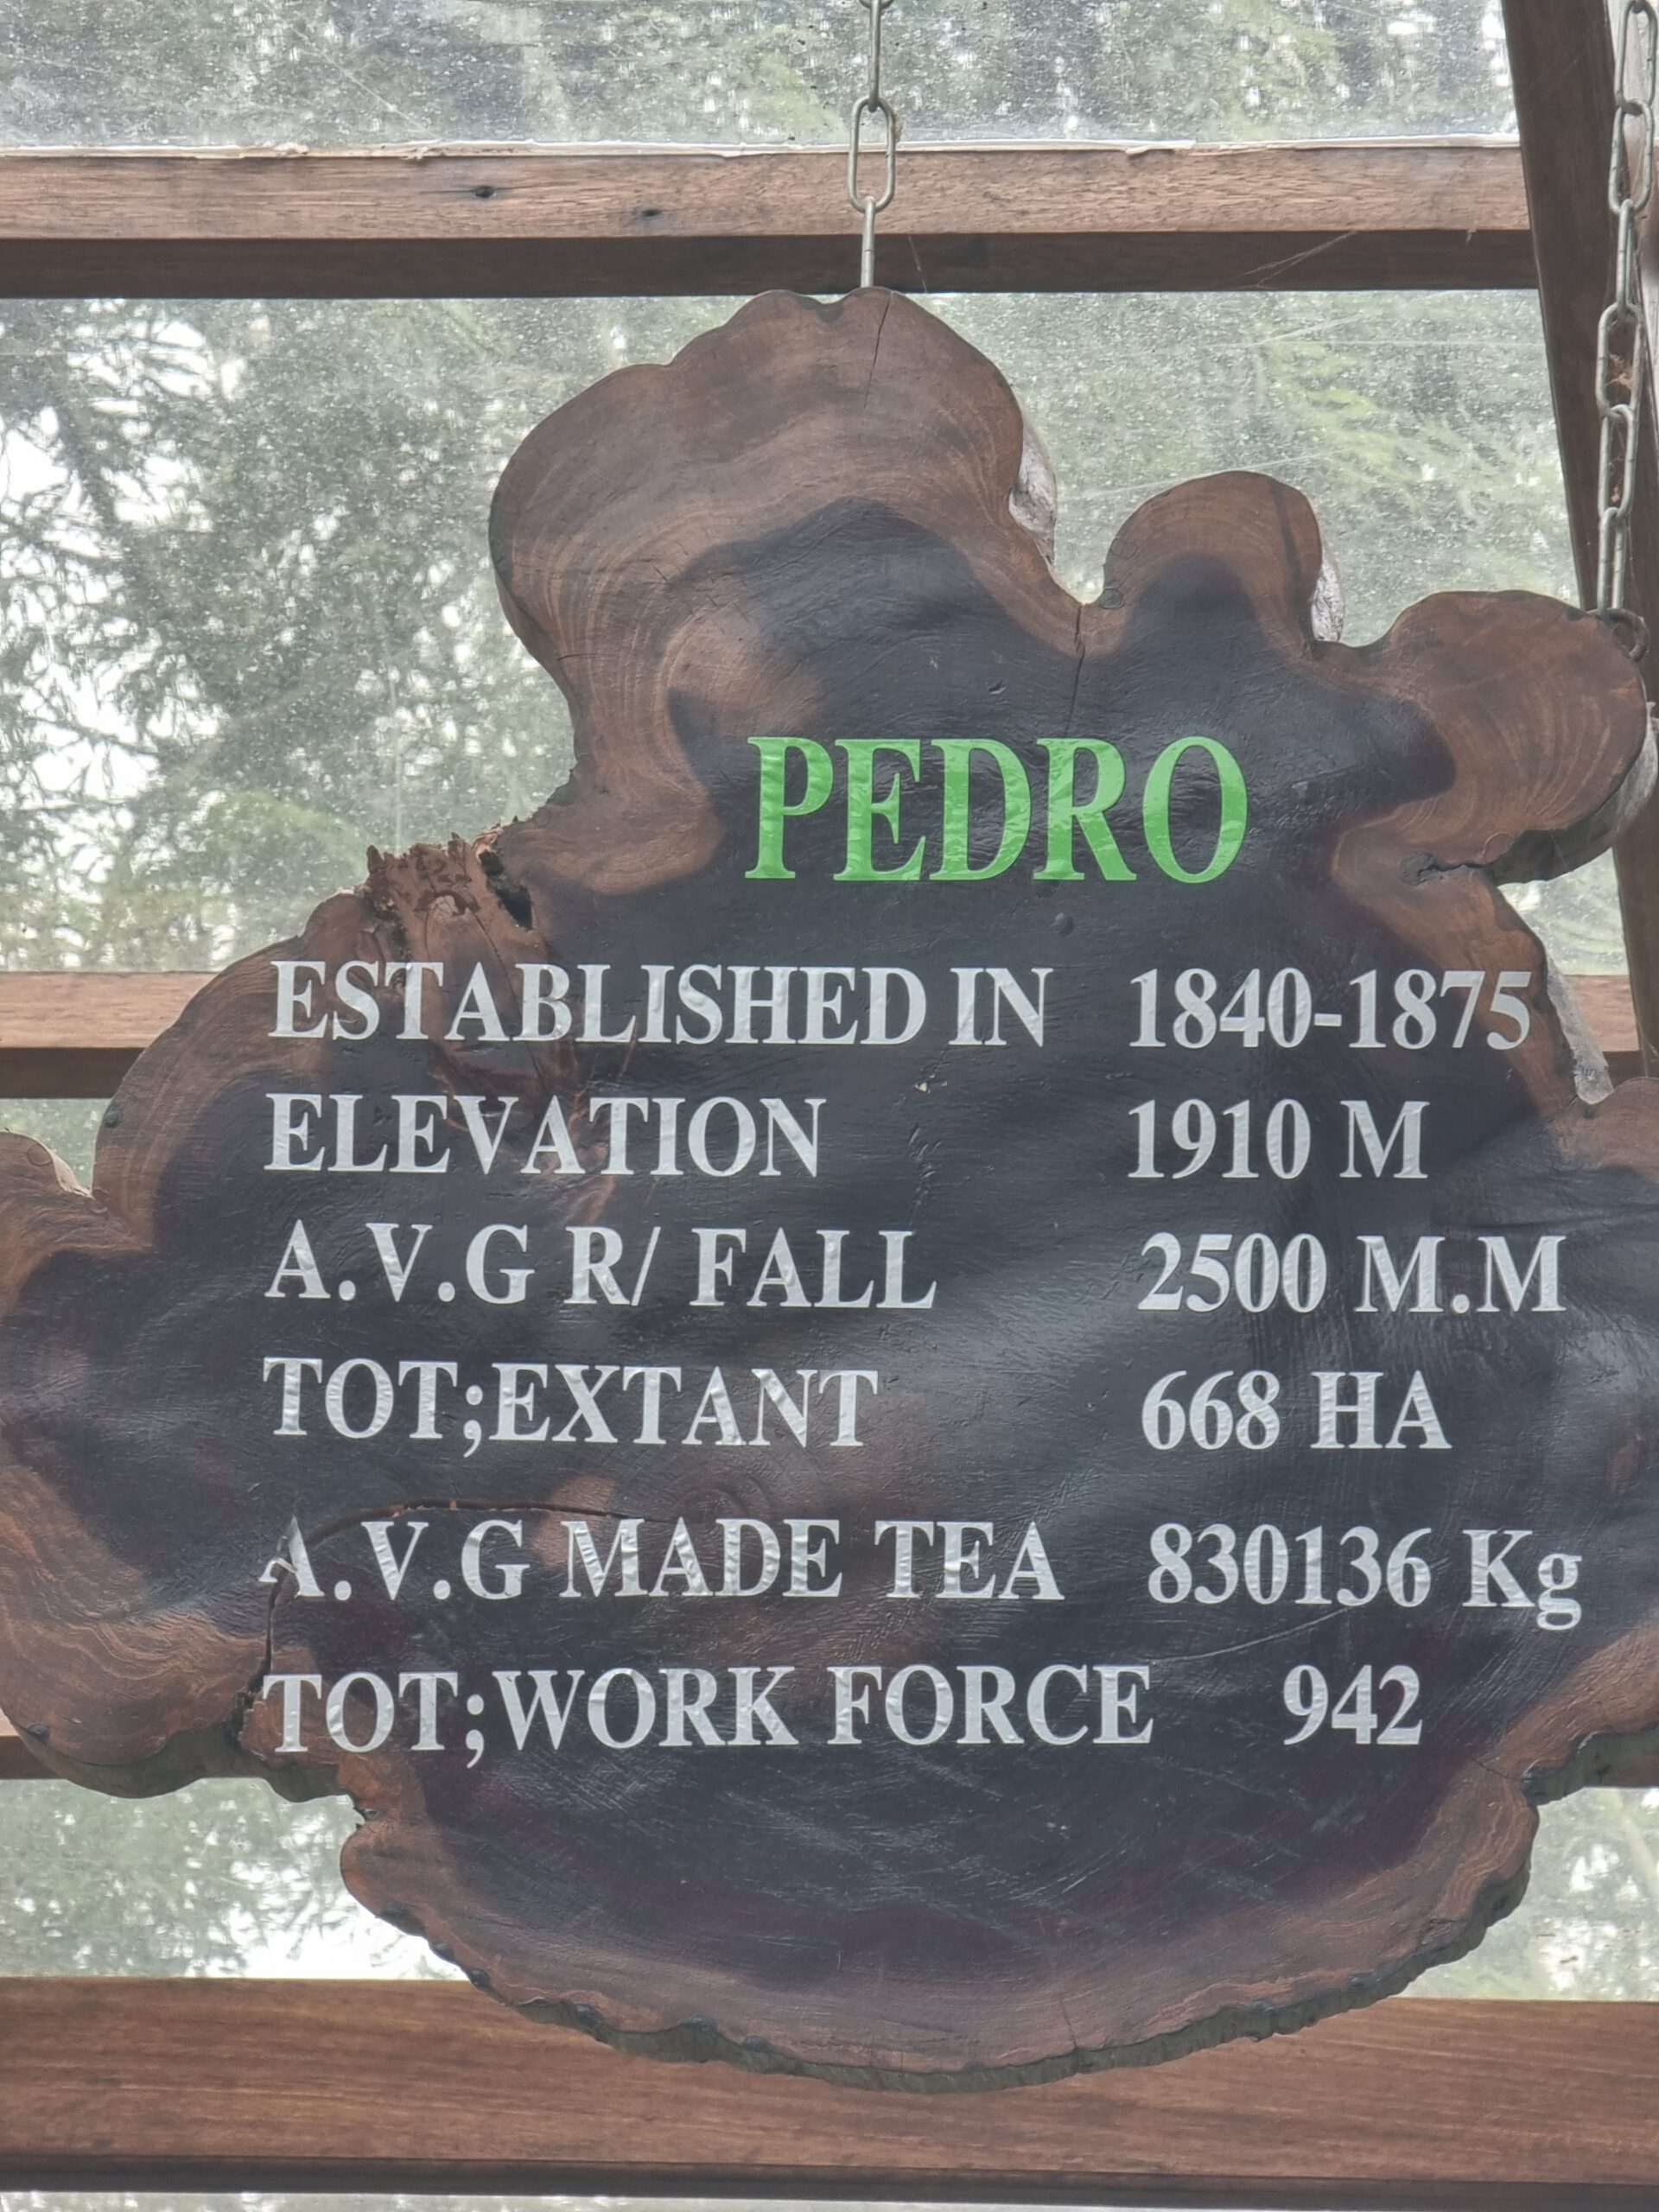 PEDRO
ESTABLISHED IN 1840-1875
ELEVATION 1910 M
A.V.G R/ FALL 2500 M.M
TOT;EXTANT 668 HA
A.V.G MADE TEA 830136 Kg
TOT;WORK FORCE 942